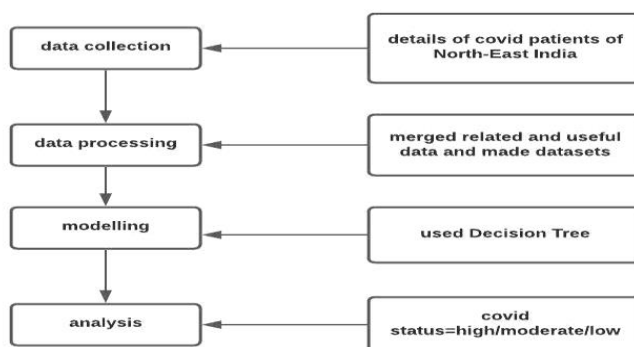 data collection
details of covid patients of
North-East India
data processing
merged related and useful
data and made datasets
modelling
used Decision Tree
analysis
covid
status=high/moderate/low